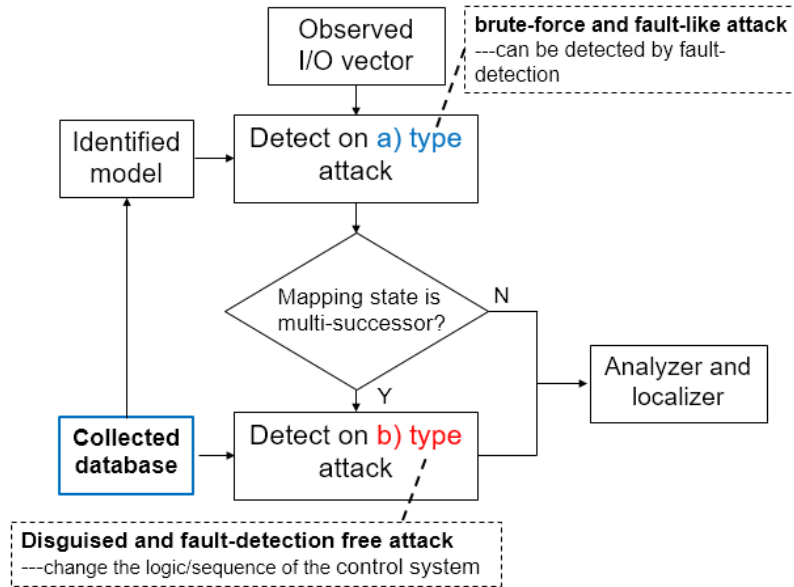 Observed
I/O vector
brute-force and fault-like attack
---can be detected by fault-
detection
Identified
model
Detect on a) type
attack
Mapping state is
multi-successor?
N
Y
Analyzer and
localizer
Collected
database
Detect on b) type
attack
Disguised and fault-detection free attack
---change the logic/sequence of the control system